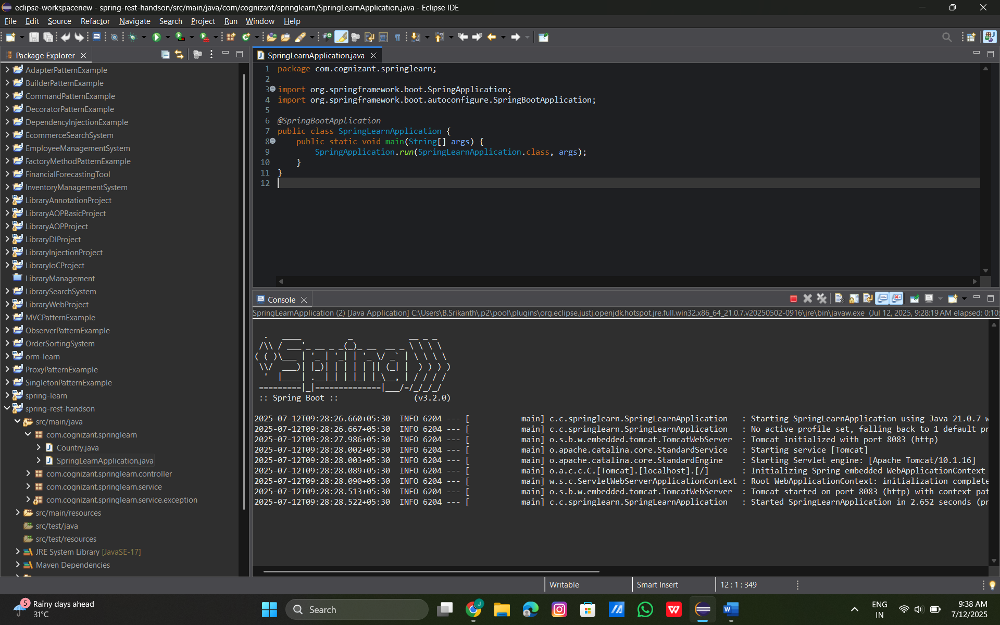 eclipse-workspacenew - spring-rest-handson/src/main/java/com/cognizant/springlearn/SpringLearnApplication.java - Eclipse IDE
File Edit Source Refactor Navigate Search Project Run Window Help
Package Explorer
AdapterPatternExample
BuilderPatternExample
CommandPatternExample
DecoratorPatternExample
DependencyInjectionExample
EcommerceSearchSystem
EmployeeManagementSystem
FactoryMethodPatternExample
FinancialForecastingTool
InventoryManagementSystem
LibraryAnnotationProject
LibraryAOPBasicProject
LibraryAOPProject
LibraryDIProject
LibraryInjectionProject
LibraryIoCProject
LibraryManagement
LibrarySearchSystem
LibraryWebProject
MVCPatternExample
ObserverPatternExample
OrderSortingSystem
orm-learn
ProxyPatternExample
SingletonPatternExample
spring-learn
spring-rest-handson
src/main/java
com.cognizant.springlearn
Country.java
SpringLearnApplication.java
com.cognizant.springlearn.controller
com.cognizant.springlearn.service
com.cognizant.springlearn.service.exception
src/main/resources
src/test/java
src/test/resources
JRE System Library [JavaSE-17]
Maven Dependencies
SpringLearnApplication.java
1 package com.cognizant.springlearn;
2
3 import org.springframework.boot.SpringApplication;
4 import org.springframework.boot.autoconfigure.SpringBootApplication;
5
6 @SpringBootApplication
7 public class SpringLearnApplication {
8     public static void main(String[] args) {
9         SpringApplication.run(SpringLearnApplication.class, args);
10     }
11 }
12
Console
SpringLearnApplication (2) [Java Application] C:\Users\B.Srikanth\.p2\pool\plugins\org.eclipse.justj.openjdk.hotspot.jre.full.win32.x86_64_21.0.7.v20250502-0916\jre\bin\javaw.exe (Jul 12, 2025, 9:28:19 AM elapsed: 0:10:
Spring
:: Spring Boot ::                (v3.2.0)
2025-07-12T09:28:26.660+05:30  INFO 6204 --- [           main] c.c.springlearn.SpringLearnApplication   : Starting SpringLearnApplication using Java 21.0.7 w
2025-07-12T09:28:26.667+05:30  INFO 6204 --- [           main] c.c.springlearn.SpringLearnApplication   : No active profile set, falling back to 1 default pr
2025-07-12T09:28:27.986+05:30  INFO 6204 --- [           main] o.s.b.w.embedded.tomcat.TomcatWebServer  : Tomcat initialized with port 8083 (http)
2025-07-12T09:28:28.002+05:30  INFO 6204 --- [           main] o.apache.catalina.core.StandardService   : Starting service [Tomcat]
2025-07-12T09:28:28.003+05:30  INFO 6204 --- [           main] o.apache.catalina.core.StandardEngine    : Starting Servlet engine: [Apache Tomcat/10.1.16]
2025-07-12T09:28:28.089+05:30  INFO 6204 --- [           main] o.a.c.c.C.[Tomcat].[localhost].[/]       : Initializing Spring embedded WebApplicationContext
2025-07-12T09:28:28.090+05:30  INFO 6204 --- [           main] w.s.c.ServletWebServerApplicationContext : Root WebApplicationContext: initialization complete
2025-07-12T09:28:28.513+05:30  INFO 6204 --- [           main] o.s.b.w.embedded.tomcat.TomcatWebServer  : Tomcat started on port 8083 (http) with context pat
2025-07-12T09:28:28.522+05:30  INFO 6204 --- [           main] c.c.springlearn.SpringLearnApplication   : Started SpringLearnApplication in 2.652 seconds (pr
Writable Smart Insert 12 : 1 : 349
5 Rainy days ahead
31°C
Search
ENG
IN
9:38 AM
7/12/2025